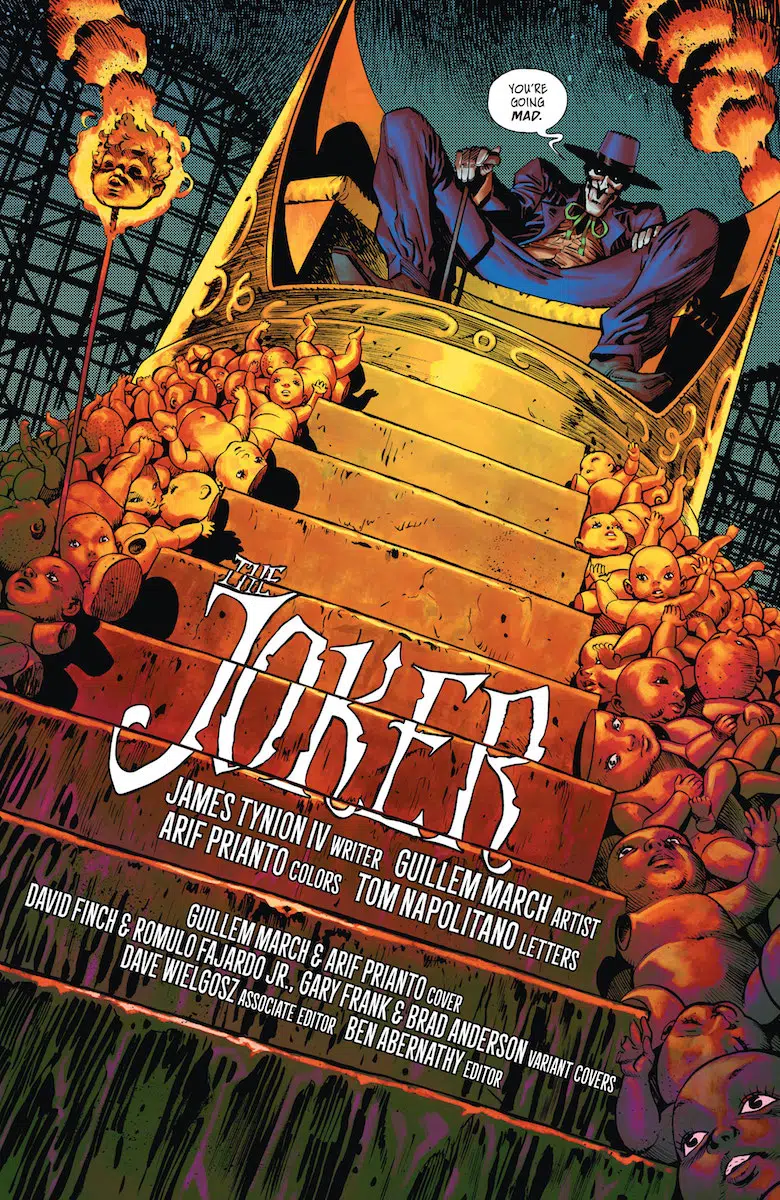 YOU'RE
GOING
MAD.
THE
JOKER
JAMES TYNION IV WRITER GUILLEM MARCH ARTIST
ARIF PRIANTO COLORS TOM NAPOLITANO LETTERS
GUILLEM MARCH & ARIF PRIANTO COVER
DAVID FINCH & ROMULO FAJARDO JR., GARY FRANK & BRAD ANDERSON VARIANT COVERS
DAVE WIELGOSZ ASSOCIATE EDITOR BEN ABERNATHY EDITOR